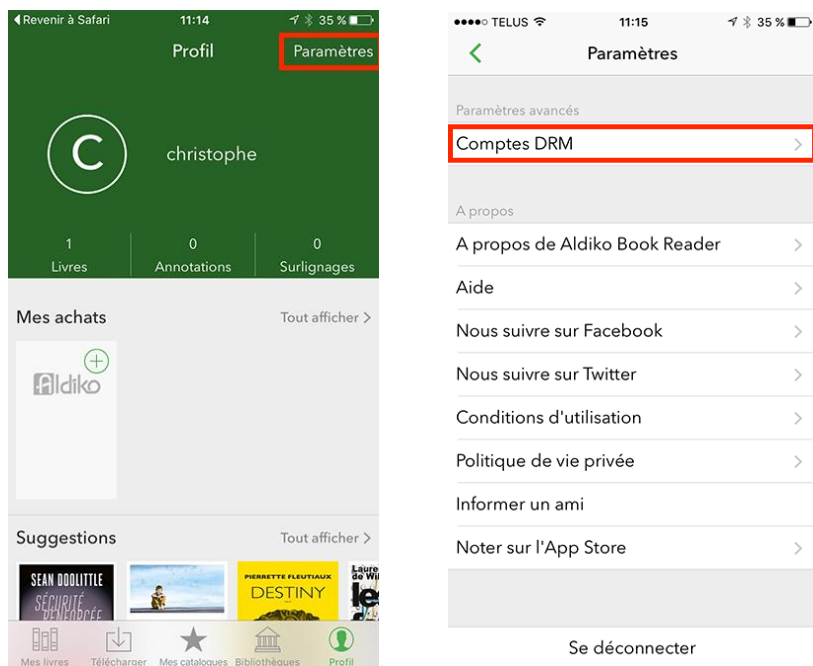 Revenir à Safari 11:14 35 %
Profil Paramètres
C christophe
1 0 0
Livres Annotations Surlignages
Mes achats Tout afficher >
Aldiko
Suggestions Tout afficher >
SEAN DOOLITTLE
SÉCURITÉ
RENFORCÉE
PIERRETTE FLEUTIAUX
DESTINY
Mes livres Télécharger Mes catalogues Bibliothèques Profil
TELUS 11:15 35 %
Paramètres
Paramètres avancés
Comptes DRM
A propos
A propos de Aldiko Book Reader
Aide
Nous suivre sur Facebook
Nous suivre sur Twitter
Conditions d'utilisation
Politique de vie privée
Informer un ami
Noter sur l'App Store
Se déconnecter